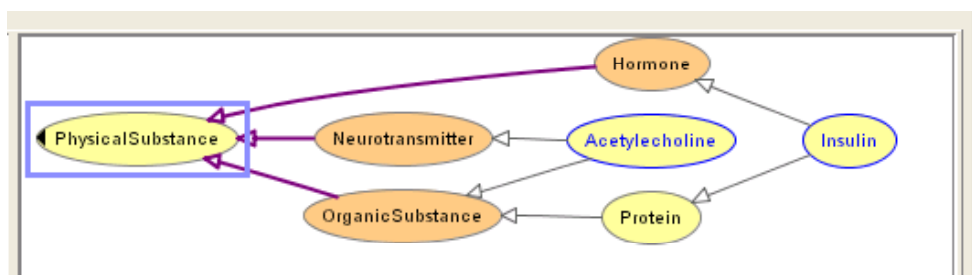 Hormone
PhysicalSubstance
Neurotransmitter
Acetylecholine
Insulin
OrganicSubstance
Protein